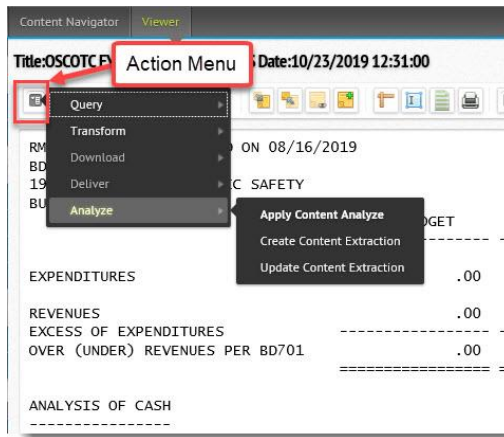 Content Navigator Viewer
Title:OSCOTC Date:10/23/2019 12:31:00
Action Menu
Query
Transform
Download
Deliver
Analyze
Apply Content Analyze
Create Content Extraction
Update Content Extraction
RM ON 08/16/2019
BD
19 SAFETY
BU
EXPENDITURES .00
REVENUES .00
EXCESS OF EXPENDITURES
OVER (UNDER) REVENUES PER BD701 .00
ANALYSIS OF CASH